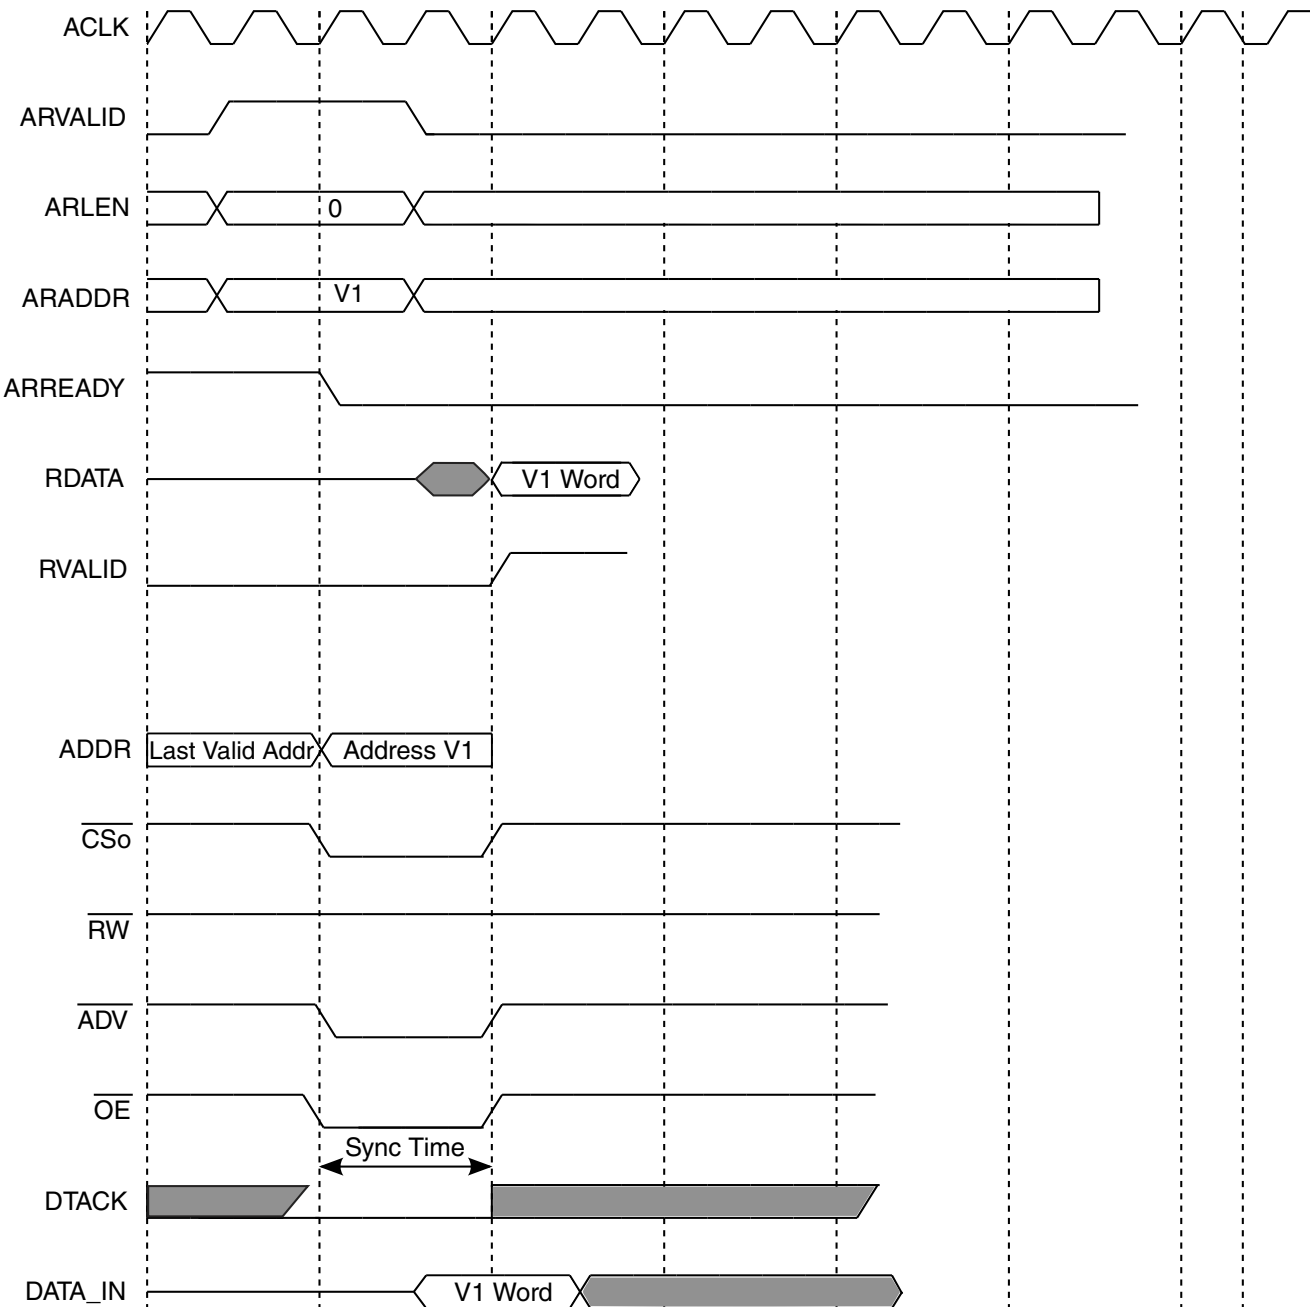 ACLK
ARVALID
ARLEN 0
ARADDR V1
ARREADY
RDATA V1 Word
RVALID
ADDR Last Valid Addr Address V1
CSo
RW
ADV
OE
Sync Time
DTACK
DATA_IN V1 Word